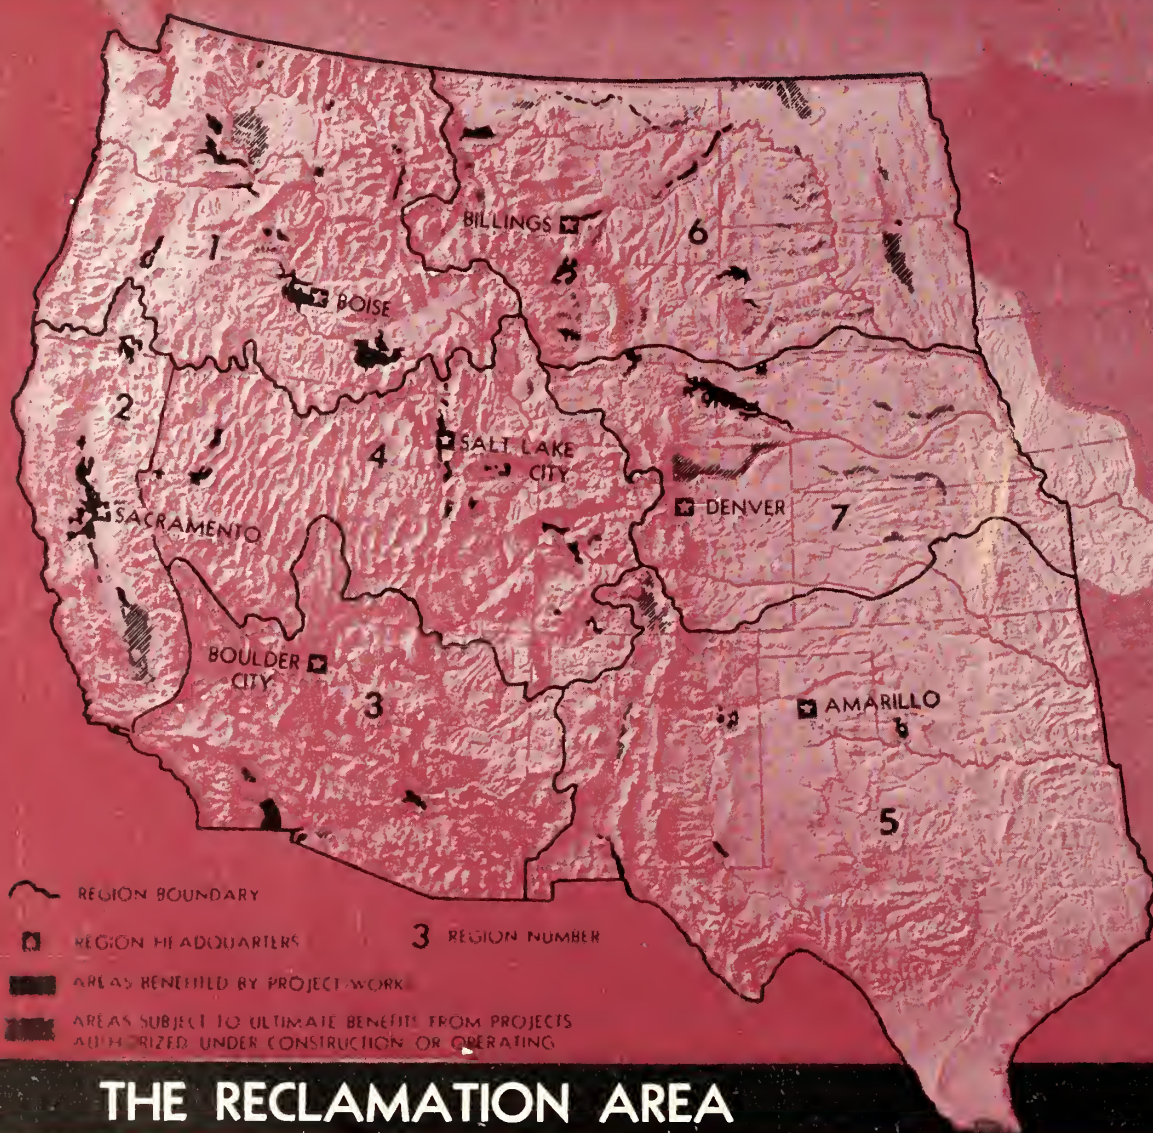 BILLINGS
6
1
BOISE
2
4
SALT LAKE
CITY
SACRAMENTO
DENVER
7
BOULDER
CITY
3
AMARILLO
5
REGION BOUNDARY
REGION HEADQUARTERS
3 REGION NUMBER
AREAS BENEFITED BY PROJECT WORK
AREAS SUBJECT TO ULTIMATE BENEFITS FROM PROJECTS
AUTHORIZED UNDER CONSTRUCTION OR OPERATING
THE RECLAMATION AREA